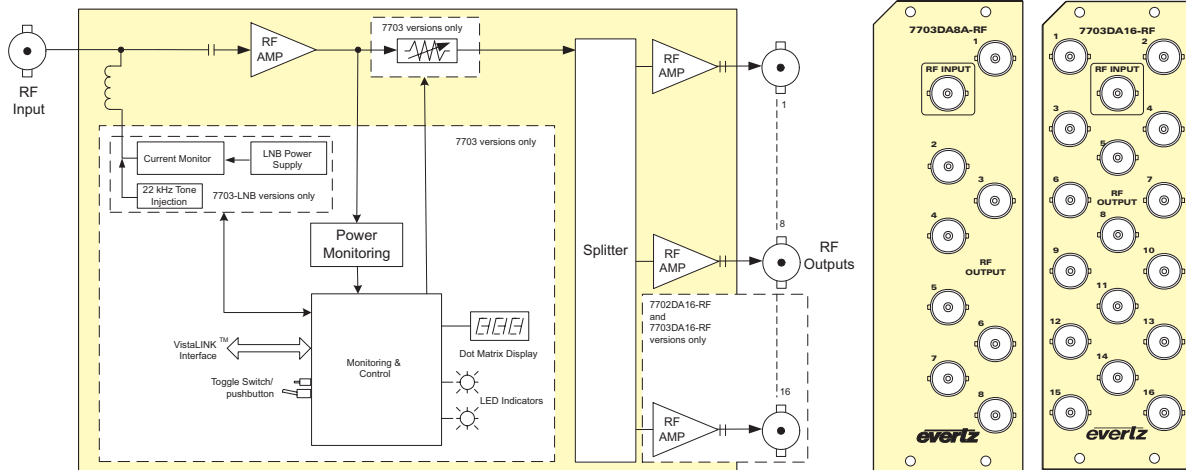 RF
Input
RF
AMP
7703 versions only
7703 versions only
Current Monitor
LNB Power
Supply
22 kHz Tone
Injection
7703-LNB versions only
Power
Monitoring
Monitoring &
Control
VistaLINK ™
Interface
Toggle Switch/
pushbutton
Dot Matrix Display
LED Indicators
Splitter
RF
AMP
1
RF
AMP
8
RF
Outputs
7702DA16-RF
and
7703DA16-RF
versions only
RF
AMP
16
7703DA8A-RF
1
RF INPUT
2
3
4
RF
OUTPUT
5
6
7
8
evertz
7703DA16-RF
1
2
RF INPUT
3
4
5
6
7
RF
OUTPUT
8
9
10
11
12
13
14
15
16
evertz